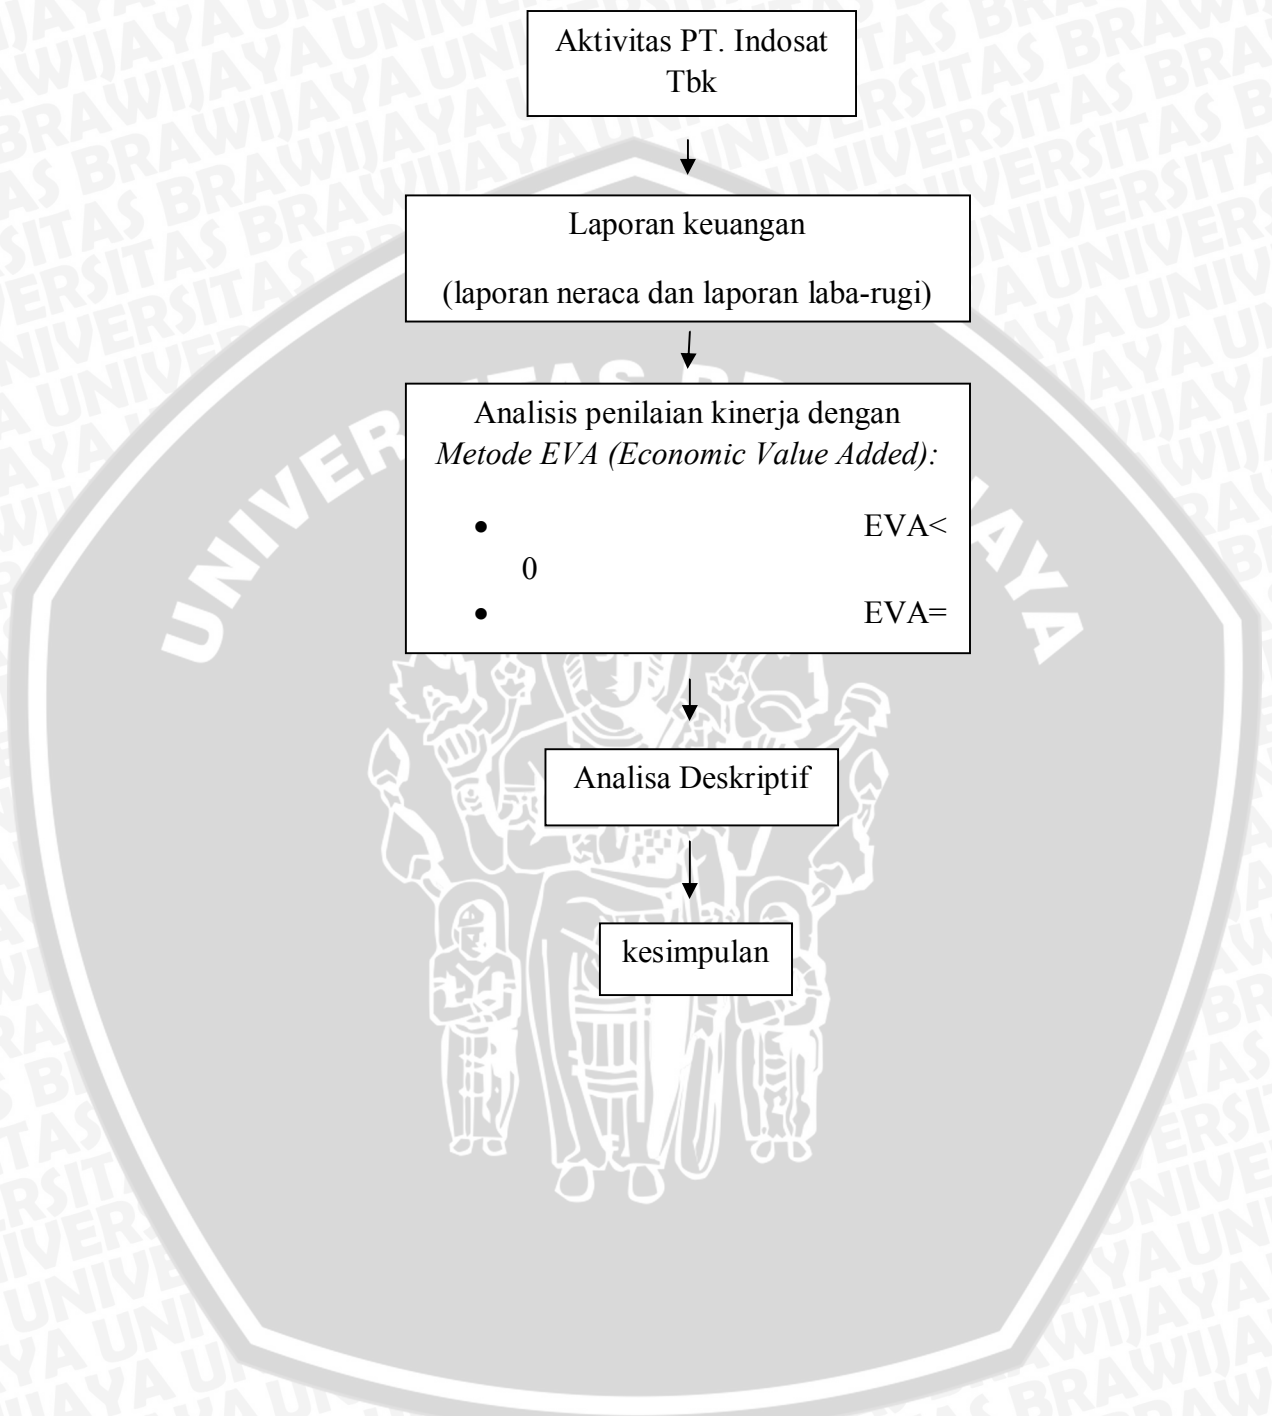 Aktivitas PT. Indosat
Tbk
Laporan keuangan
(laporan neraca dan laporan laba-rugi)
Analisis penilaian kinerja dengan
Metode EVA (Economic Value Added):
• EVA<
0
• EVA=
Analisa Deskriptif
kesimpulan